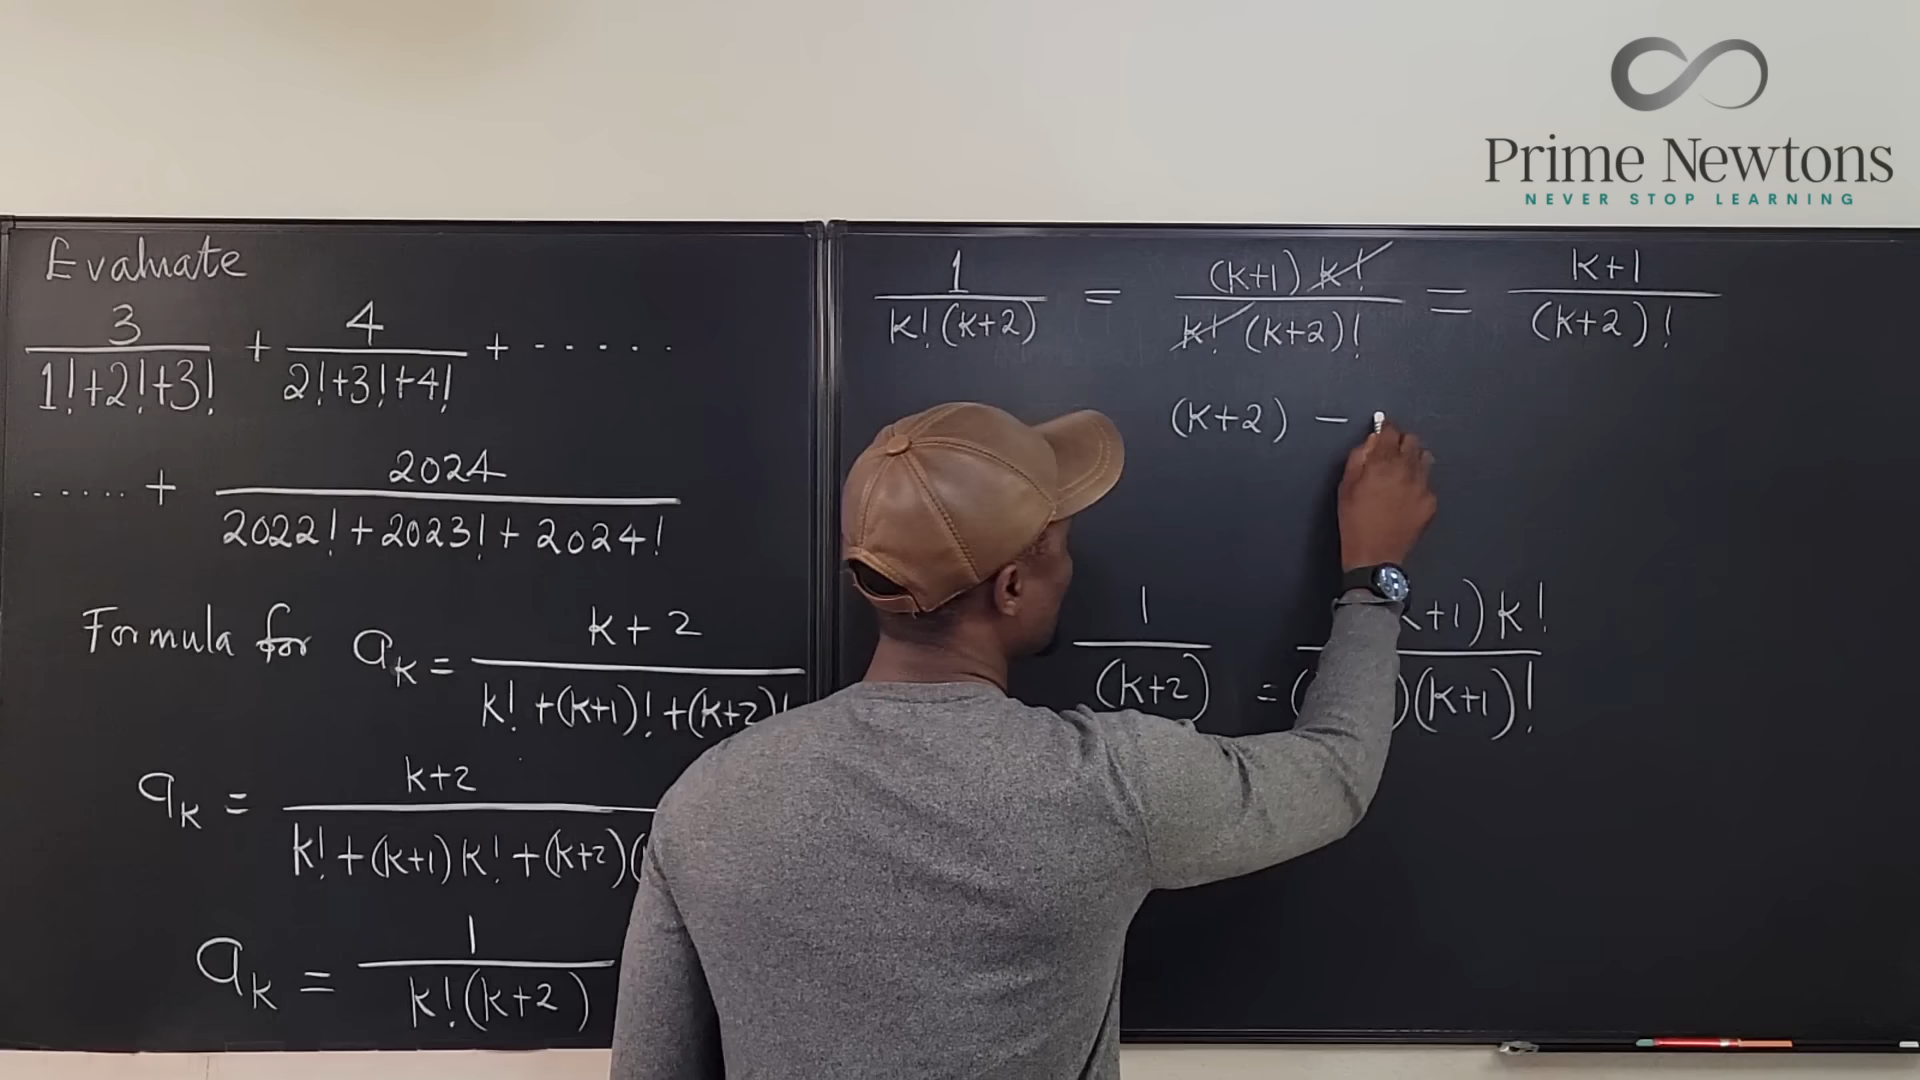 Prime Newtons
NEVER STOP LEARNING
Evaluate
3/(1!+2!+3!) + 4/(2!+3!+4!) + ·····
····· + 2024/(2022!+2023!+2024!)
Formula for a_k = (k+2)/(k!+(k+1)!+(k+2)!
a_k = (k+2)/(k!+(k+1)k!+(k+2)(
a_k = 1/(k!(k+2))
1/(k!(k+2)) = (k+1)k!/(k!(k+2)!) = (k+1)/((k+2)!)
(k+2) -
1/(k+2) = +1)k!/( )(k+1)!